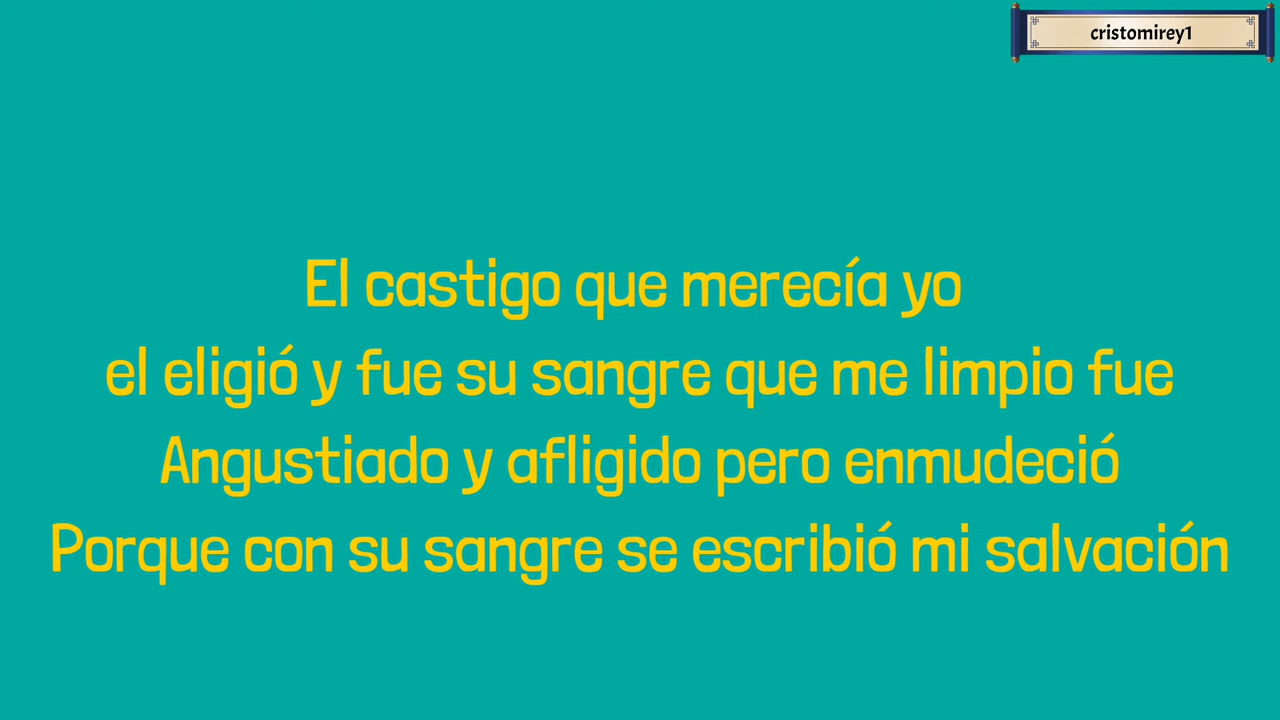 cristomirey1
El castigo que merecía yo
el eligió y fue su sangre que me limpio fue
Angustiado y afligido pero enmudeció
Porque con su sangre se escribió mi salvación